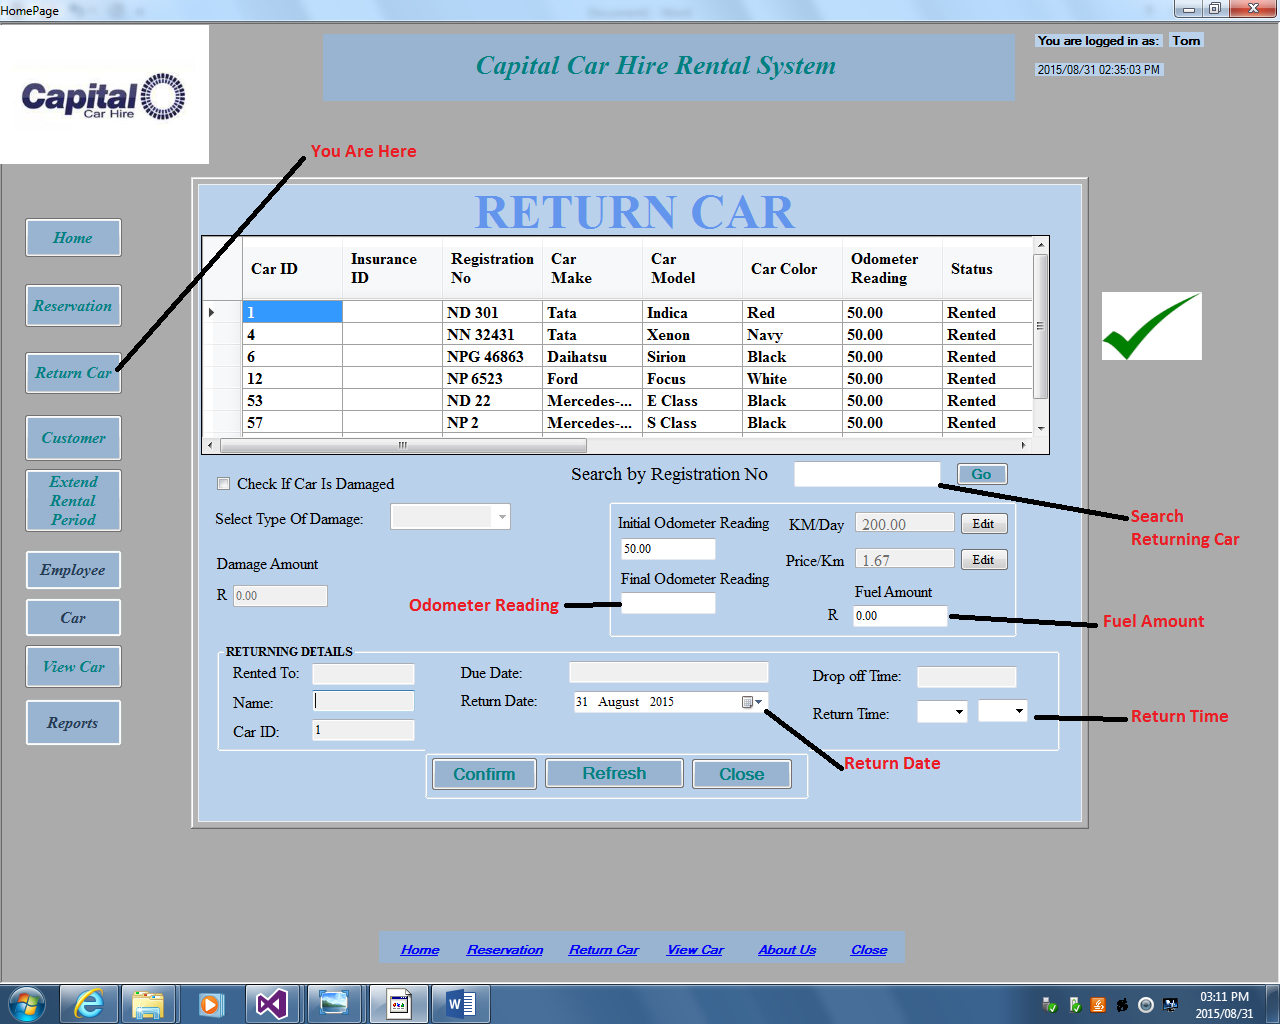 HomePage
Capital
Car Hire
Capital Car Hire Rental System
You are logged in as: Tom
2015/08/31 02:35:03 PM
You Are Here
Home
Reservation
Return Car
Customer
Extend
Rental
Period
Employee
Car
View Car
Reports
RETURN CAR
Car ID Insurance ID Registration No Car Make Car Model Car Color Odometer Reading Status
1 ND 301 Tata Indica Red 50.00 Rented
4 NN 32431 Tata Xenon Navy 50.00 Rented
6 NPG 46863 Daihatsu Sirion Black 50.00 Rented
12 NP 6523 Ford Focus White 50.00 Rented
53 ND 22 Mercedes-... E Class Black 50.00 Rented
57 NP 2 Mercedes-... S Class Black 50.00 Rented
Check If Car Is Damaged
Search by Registration No Go
Select Type Of Damage:
Damage Amount
R 0.00
Initial Odometer Reading
50.00
Final Odometer Reading
KM/Day 200.00 Edit
Price/Km 1.67 Edit
Fuel Amount
R 0.00
Search
Returning Car
Odometer Reading
Fuel Amount
RETURNING DETAILS
Rented To:
Name:
Car ID: 1
Due Date:
Return Date: 31 August 2015
Drop off Time:
Return Time:
Return Time
Return Date
Confirm Refresh Close
Home Reservation Return Car View Car About Us Close
03:11 PM
2015/08/31